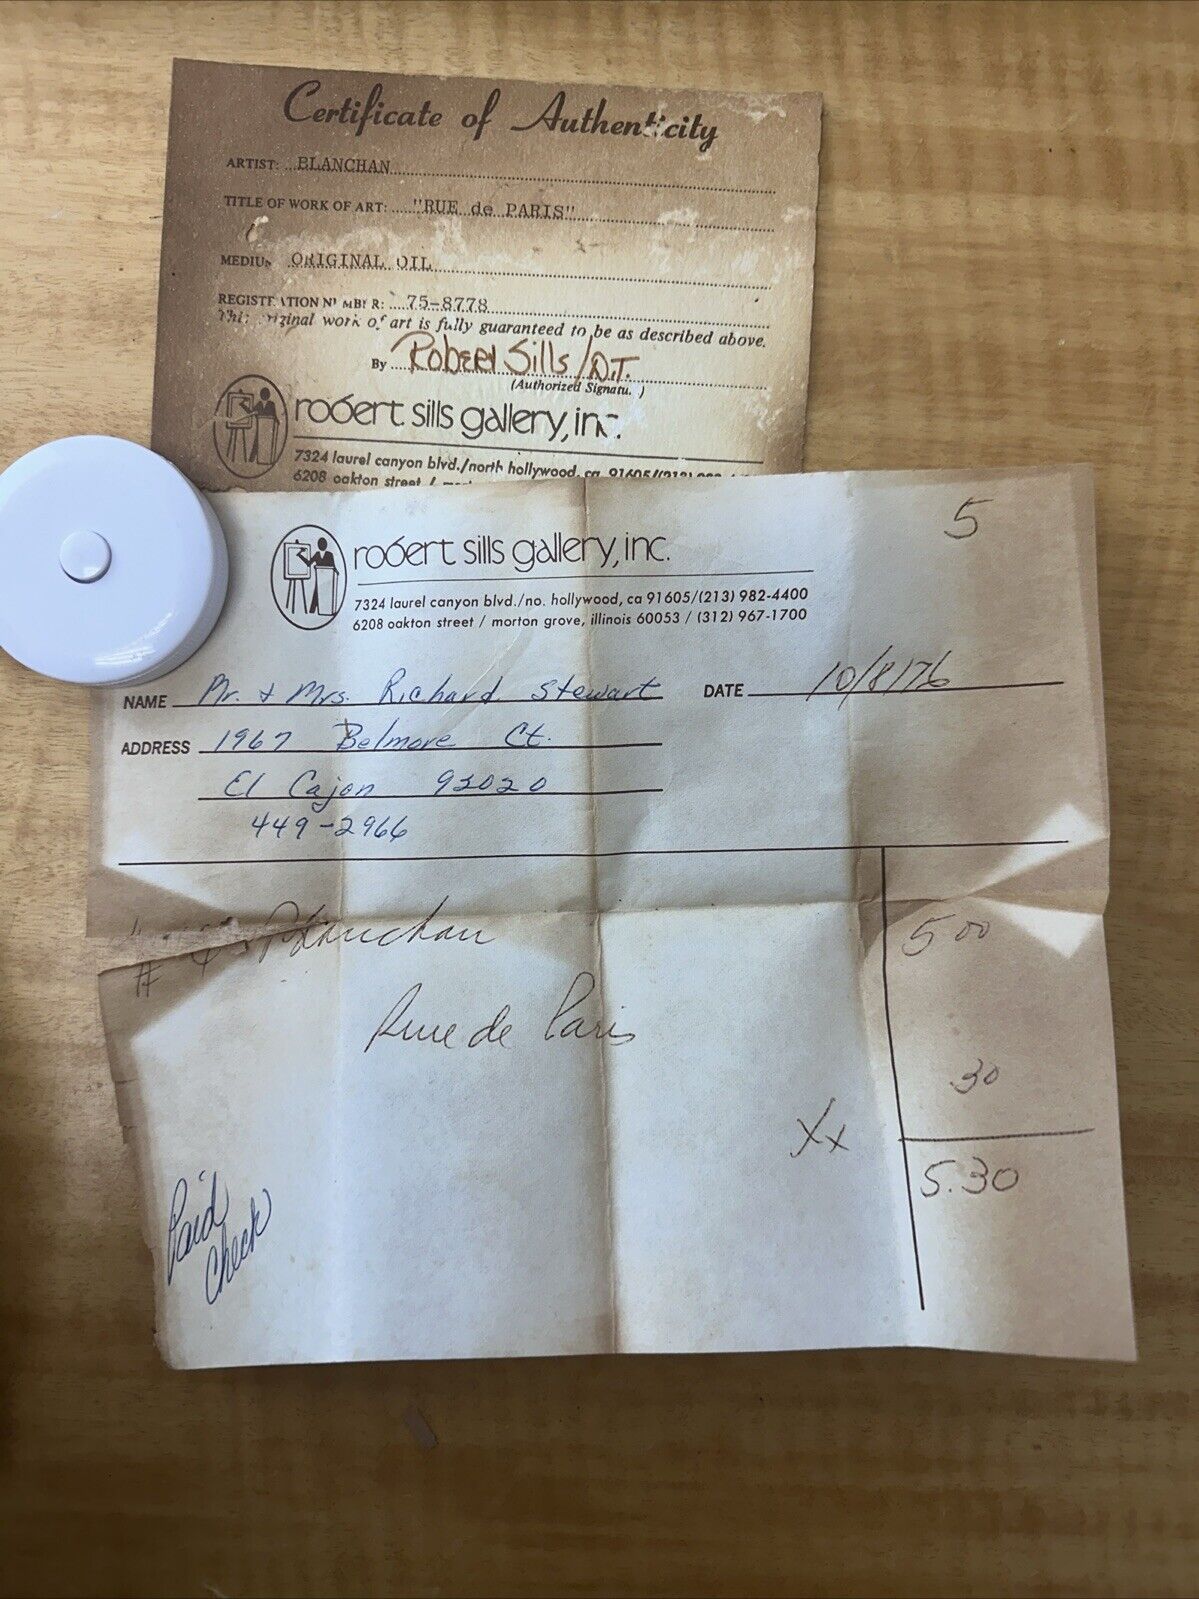 Certificate of Authenticity
ARTIST: BLANCHAN
TITLE OF WORK OF ART: "RUE de PARIS"
MEDIUM ORIGINAL OIL
REGISTRATION NUMBER: 75-8778
This original work of art is fully guaranteed to be as described above.
By Robert Sills/D.T.
(Authorized Signatu. )
robert sills gallery, inc.
7324 laurel canyon blvd./north hollywood, ca. 91605/(213)
6208 oakton street /
5
robert sills gallery, inc.
7324 laurel canyon blvd./no. hollywood, ca 91605/(213) 982-4400
6208 oakton street / morton grove, illinois 60053 / (312) 967-1700
NAME Mr. + Mrs. Richard Stewart DATE 10/8/76
ADDRESS 1967 Belmore Ct.
El Cajon 92020
449-2966
Blanchan 5 00
Rue de Paris
30
Xx
5.30
Paid
Check